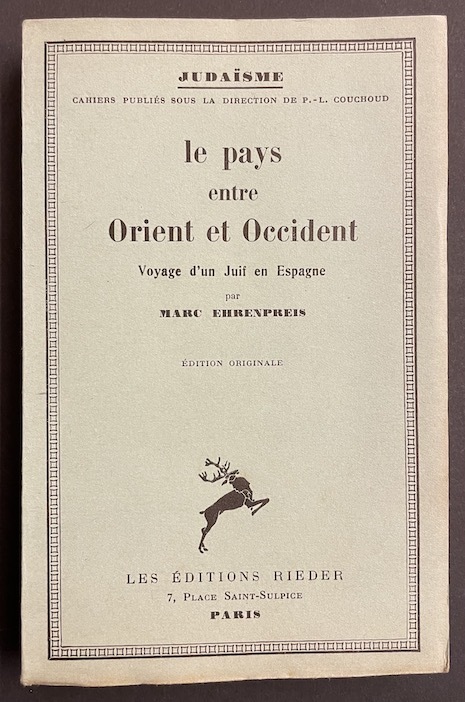 JUDAÏSME
CAHIERS PUBLIÉS SOUS LA DIRECTION DE P.-L. COUCHOUD
le pays
entre
Orient et Occident
Voyage d'un Juif en Espagne
par
MARC EHRENPREIS
ÉDITION ORIGINALE
LES ÉDITIONS RIEDER
7, PLACE SAINT-SULPICE
PARIS